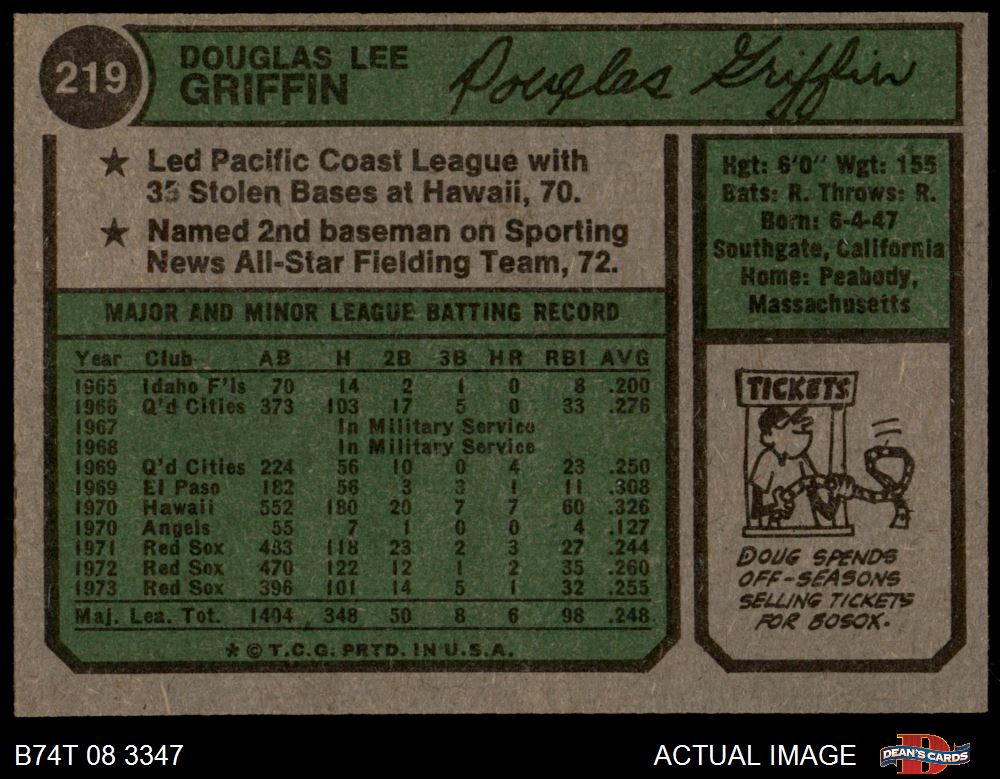 219
DOUGLAS LEE
GRIFFIN
Douglas Griffin
★ Led Pacific Coast League with
35 Stolen Bases at Hawaii, 70.
★ Named 2nd baseman on Sporting
News All-Star Fielding Team, 72.
Hgt: 6'0" Wgt: 155
Bats: R. Throws: R.
Born: 6-4-47
Southgate, California
Home: Peabody,
Massachusetts
MAJOR AND MINOR LEAGUE BATTING RECORD
Year Club AB H 2B 3B HR RBI AVG
1965 Idaho F'ls 70 14 2 1 0 8 .200
1966 Q'd Cities 373 103 17 5 0 33 .276
1967 In Military Service
1968 In Military Service
1969 Q'd Cities 224 56 10 0 4 23 .250
1969 El Paso 182 56 3 3 1 11 .308
1970 Hawaii 552 180 20 7 7 60 .326
1970 Angels 55 7 1 0 0 4 .127
1971 Red Sox 483 118 23 2 3 27 .244
1972 Red Sox 470 122 12 1 2 35 .260
1973 Red Sox 396 101 14 5 1 32 .255
Maj. Lea. Tot. 1404 348 50 8 6 98 .248
* © T.C.G. PRTD. IN U.S.A.
TICKETS
DOUG SPENDS
OFF-SEASONS
SELLING TICKETS
FOR BOSOX.
B74T 08 3347
ACTUAL IMAGE
DEAN'S CARDS